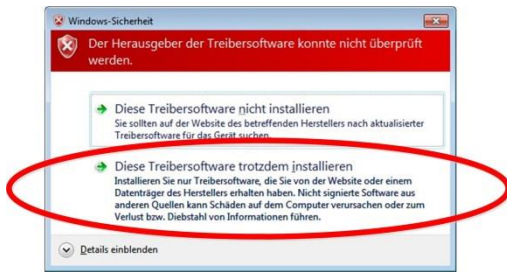 Windows-Sicherheit
Der Herausgeber der Treibersoftware konnte nicht überprüft
werden.
Diese Treibersoftware nicht installieren
Sie sollten auf der Website des betreffenden Herstellers nach aktualisierter
Treibersoftware für das Gerät suchen.
Diese Treibersoftware trotzdem installieren
Installieren Sie nur Treibersoftware, die Sie von der Website oder einem
Datenträger des Herstellers erhalten haben. Nicht signierte Software aus
anderen Quellen kann Schäden auf dem Computer verursachen oder zum
Verlust bzw. Diebstahl von Informationen führen.
Details einblenden